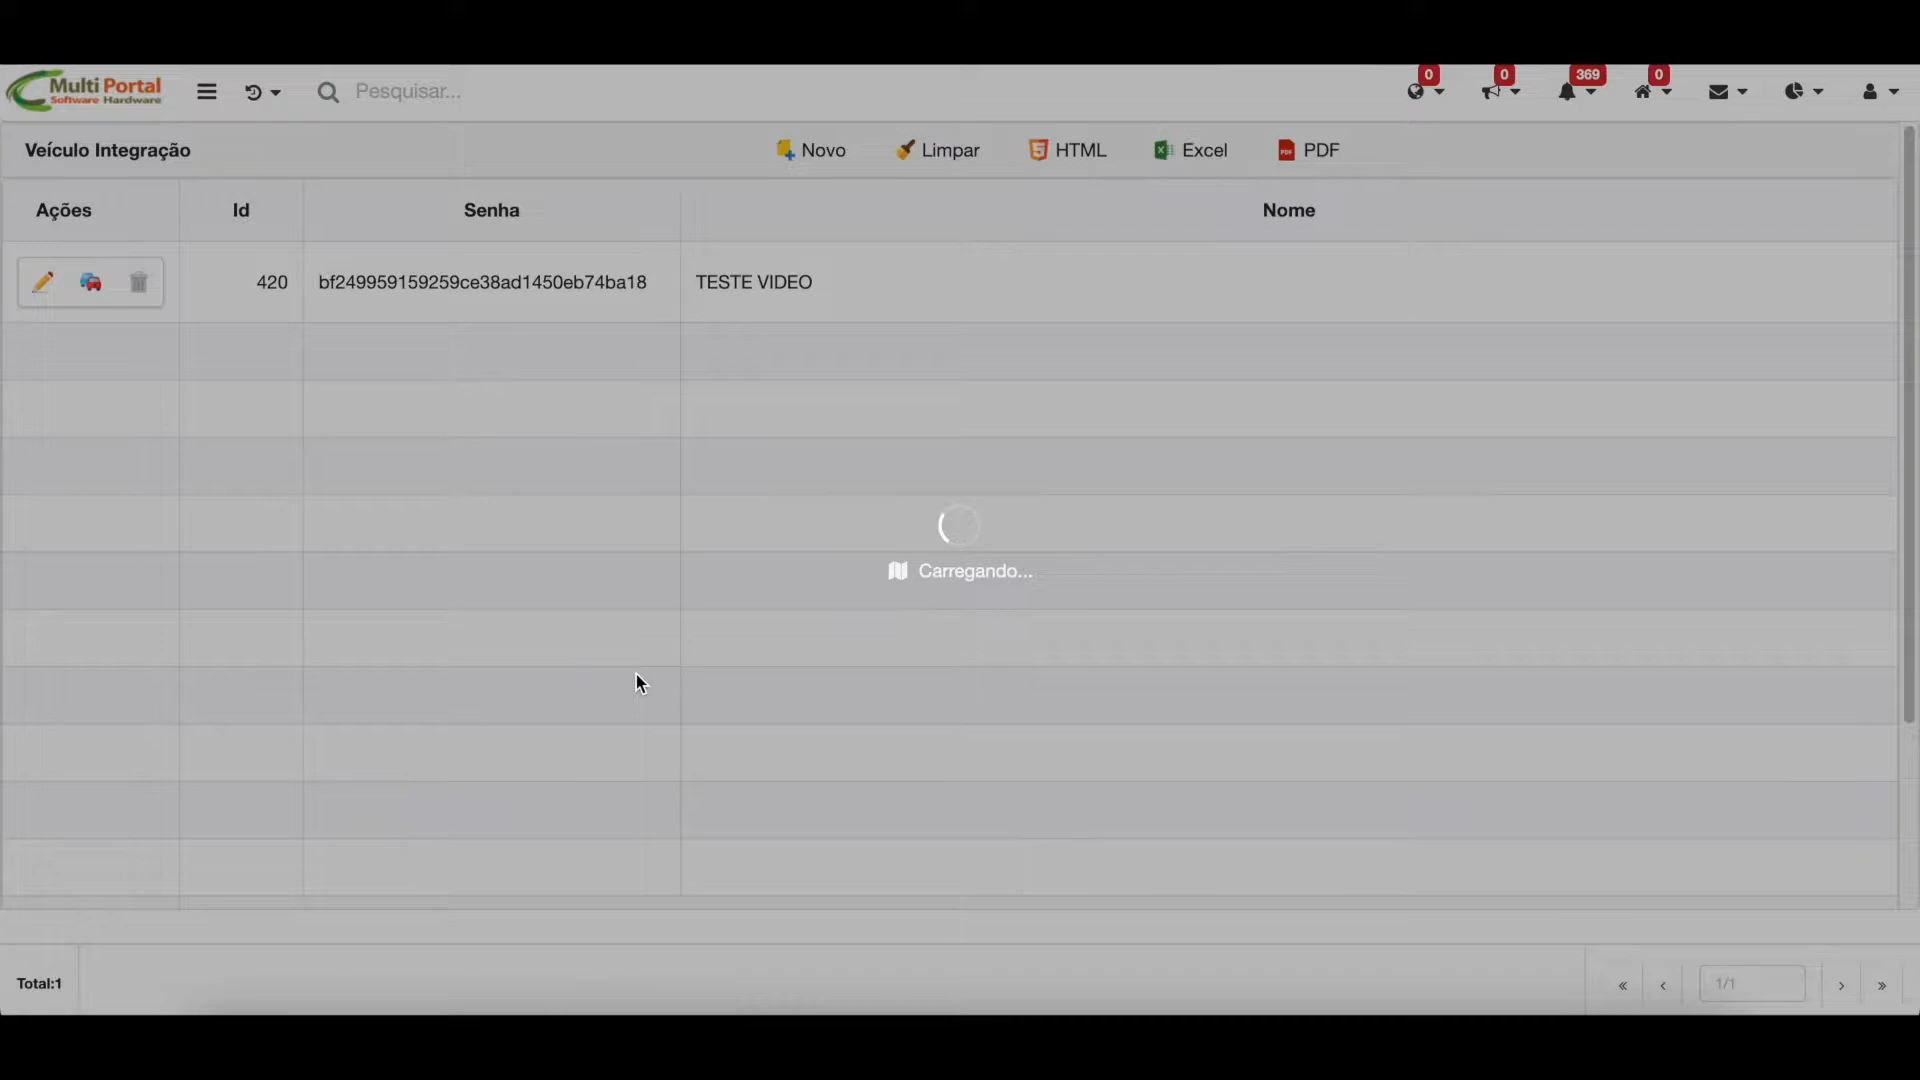 Multi Portal
Software Hardware
Pesquisar...
0
0
369
0
Veículo Integração
Novo
Limpar
HTML
Excel
PDF
Ações
Id
Senha
Nome
420
bf249959159259ce38ad1450eb74ba18
TESTE VIDEO
Carregando...
Total:1
«
‹
1/1
›
»